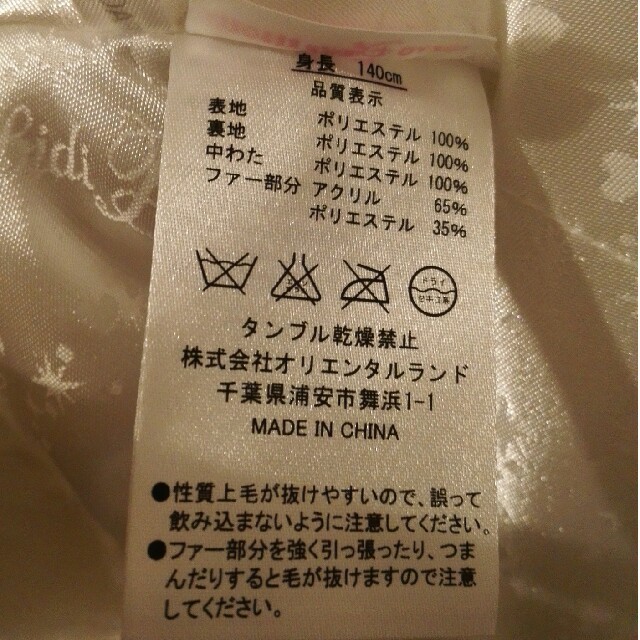 身長 140cm
品質表示
表地 ポリエステル 100%
裏地 ポリエステル 100%
中わた ポリエステル 100%
ファー部分 アクリル 65%
ポリエステル 35%
ドライ
セキユ系
タンブル乾燥禁止
株式会社オリエンタルランド
千葉県浦安市舞浜1-1
MADE IN CHINA
●性質上毛が抜けやすいので、誤って
飲み込まないように注意してください。
●ファー部分を強く引っ張ったり、つま
んだりすると毛が抜けますので注意
してください。